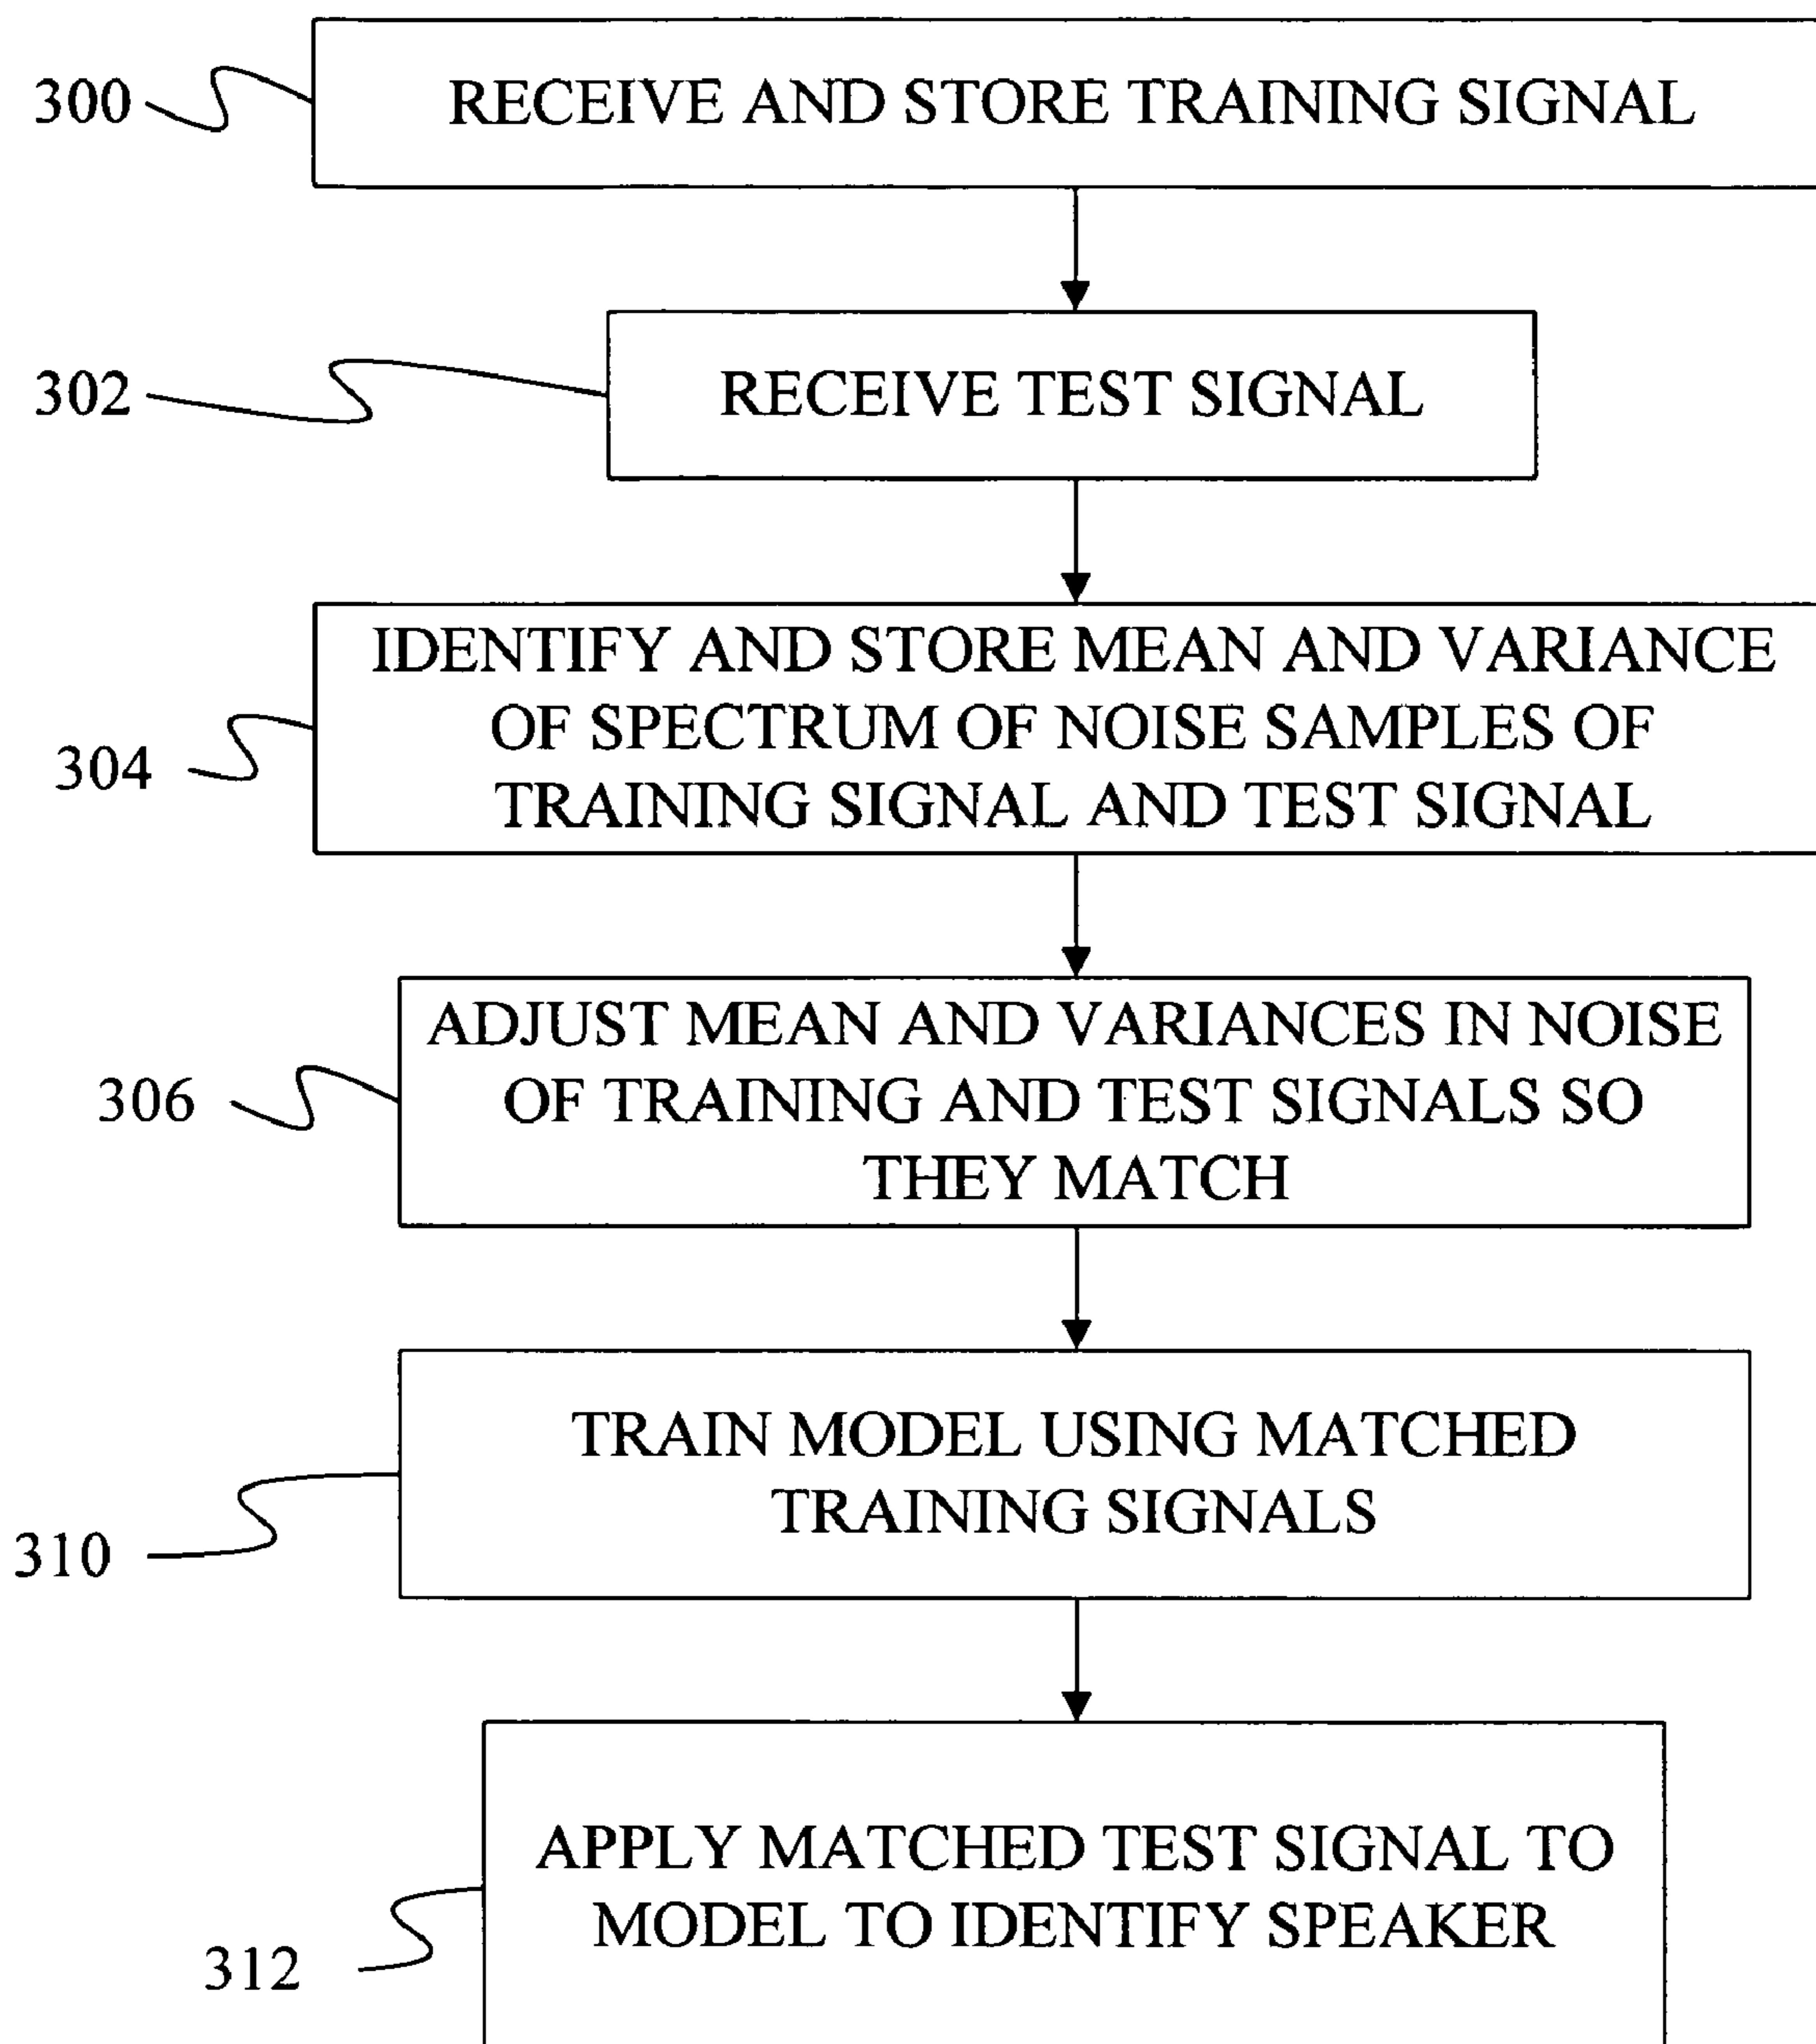 300
RECEIVE AND STORE TRAINING SIGNAL
302
RECEIVE TEST SIGNAL
304
IDENTIFY AND STORE MEAN AND VARIANCE
OF SPECTRUM OF NOISE SAMPLES OF
TRAINING SIGNAL AND TEST SIGNAL
306
ADJUST MEAN AND VARIANCES IN NOISE
OF TRAINING AND TEST SIGNALS SO
THEY MATCH
310
TRAIN MODEL USING MATCHED
TRAINING SIGNALS
312
APPLY MATCHED TEST SIGNAL TO
MODEL TO IDENTIFY SPEAKER